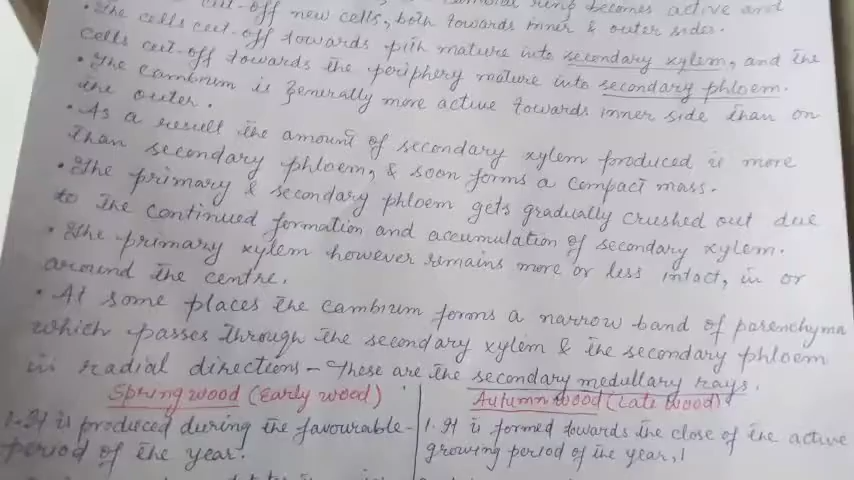 cut-off new cells, both towards inner & outer sides.
ring becomes active and
• The cells cut-off towards pith mature into secondary xylem, and the
cells cut-off towards the periphery mature into secondary phloem.
• The cambium is generally more active towards inner side than on
the outer.
• As a result the amount of secondary xylem produced is more
than secondary phloem, & soon forms a compact mass.
• The primary & secondary phloem gets gradually crushed out due
to the continued formation and accumulation of secondary xylem.
• The primary xylem however remains more or less intact, in or
around the centre.
• At some places the cambium forms a narrow band of parenchyma
which passes through the secondary xylem & the secondary phloem
in radial directions - These are the secondary medullary rays.
Spring wood (Early wood)
1. It is produced during the favourable
period of the year.
Autumn wood (Late wood)
1. It is formed towards the close of the active
growing period of the year,